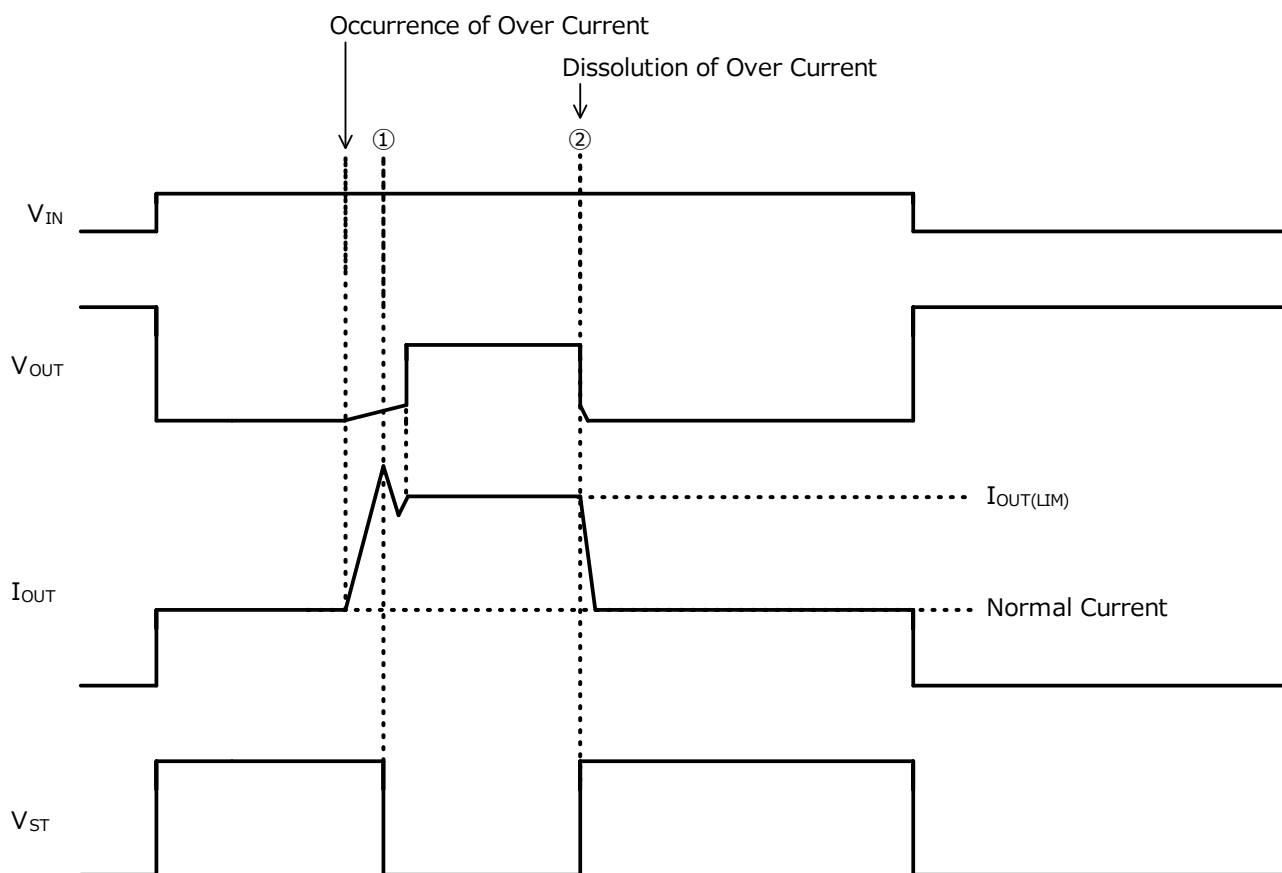 Occurrence of Over Current
Dissolution of Over Current
① ②
VIN
VOUT
IOUT(LIM)
IOUT
Normal Current
VST